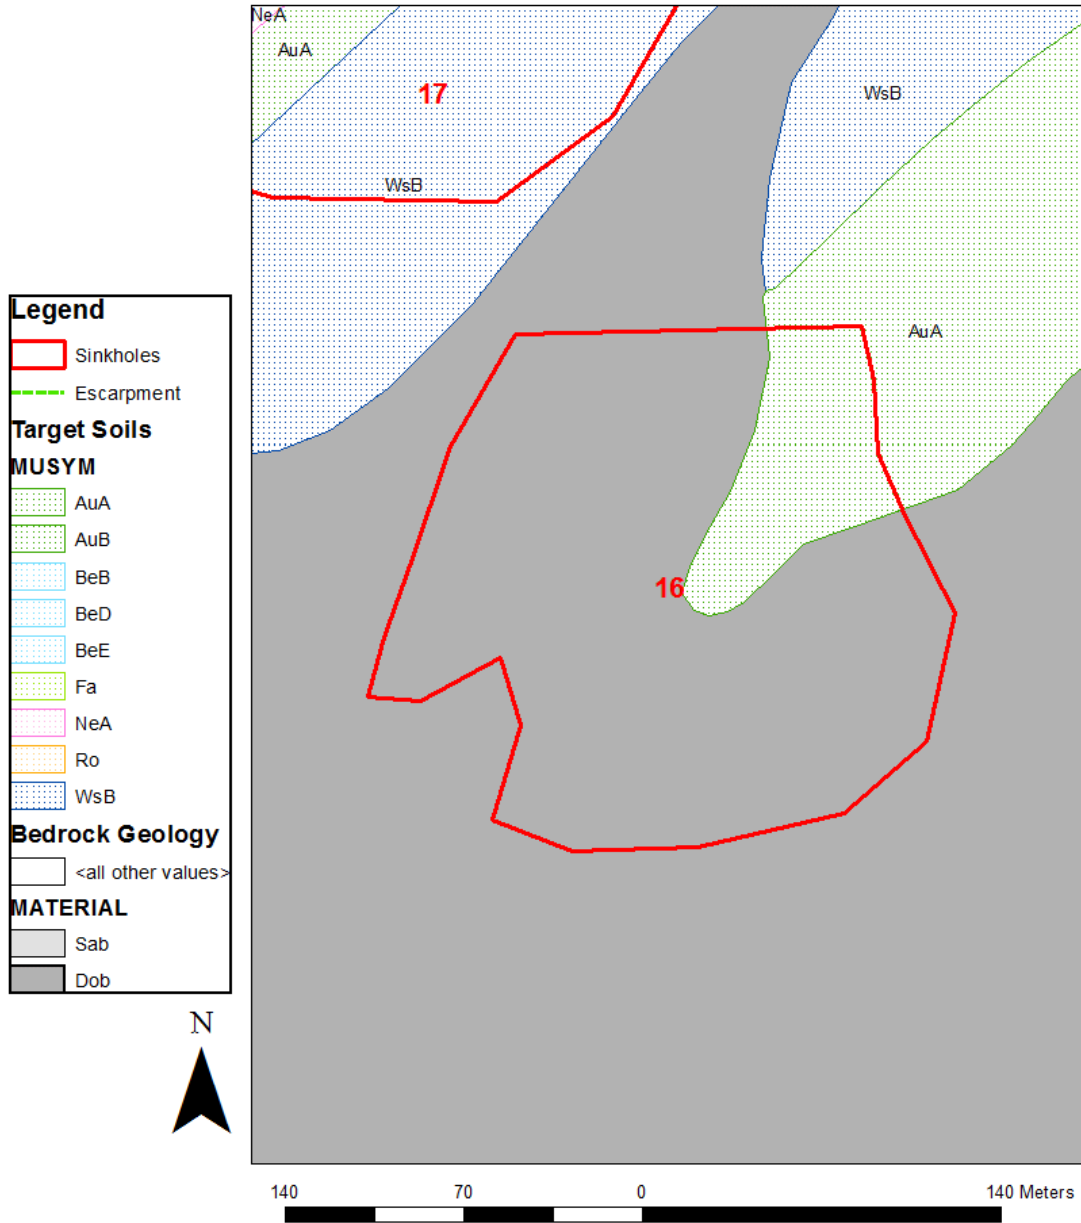 NeA
AuA
17
WsB
WsB
AuA
16
Legend
Sinkholes
Escarpment
Target Soils
MUSYM
AuA
AuB
BeB
BeD
BeE
Fa
NeA
Ro
WsB
Bedrock Geology
<all other values>
MATERIAL
Sab
Dob
N
140 70 0 140 Meters